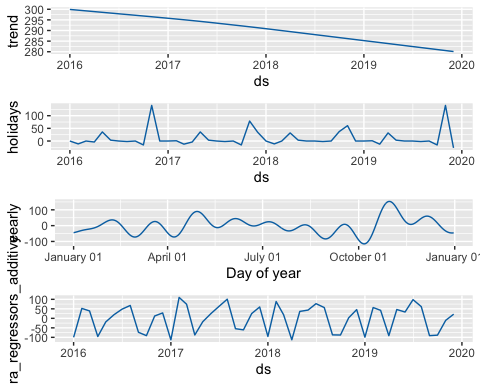 trend
300
295
290
285
280
2016
2017
2018
2019
2020
ds
holidays
100
50
0
2016
2017
2018
2019
2020
ds
yearly
100
0
-100
January 01
April 01
July 01
October 01
January 01
Day of year
ra_regressors_additive
100
50
0
-50
-100
2016
2017
2018
2019
2020
ds